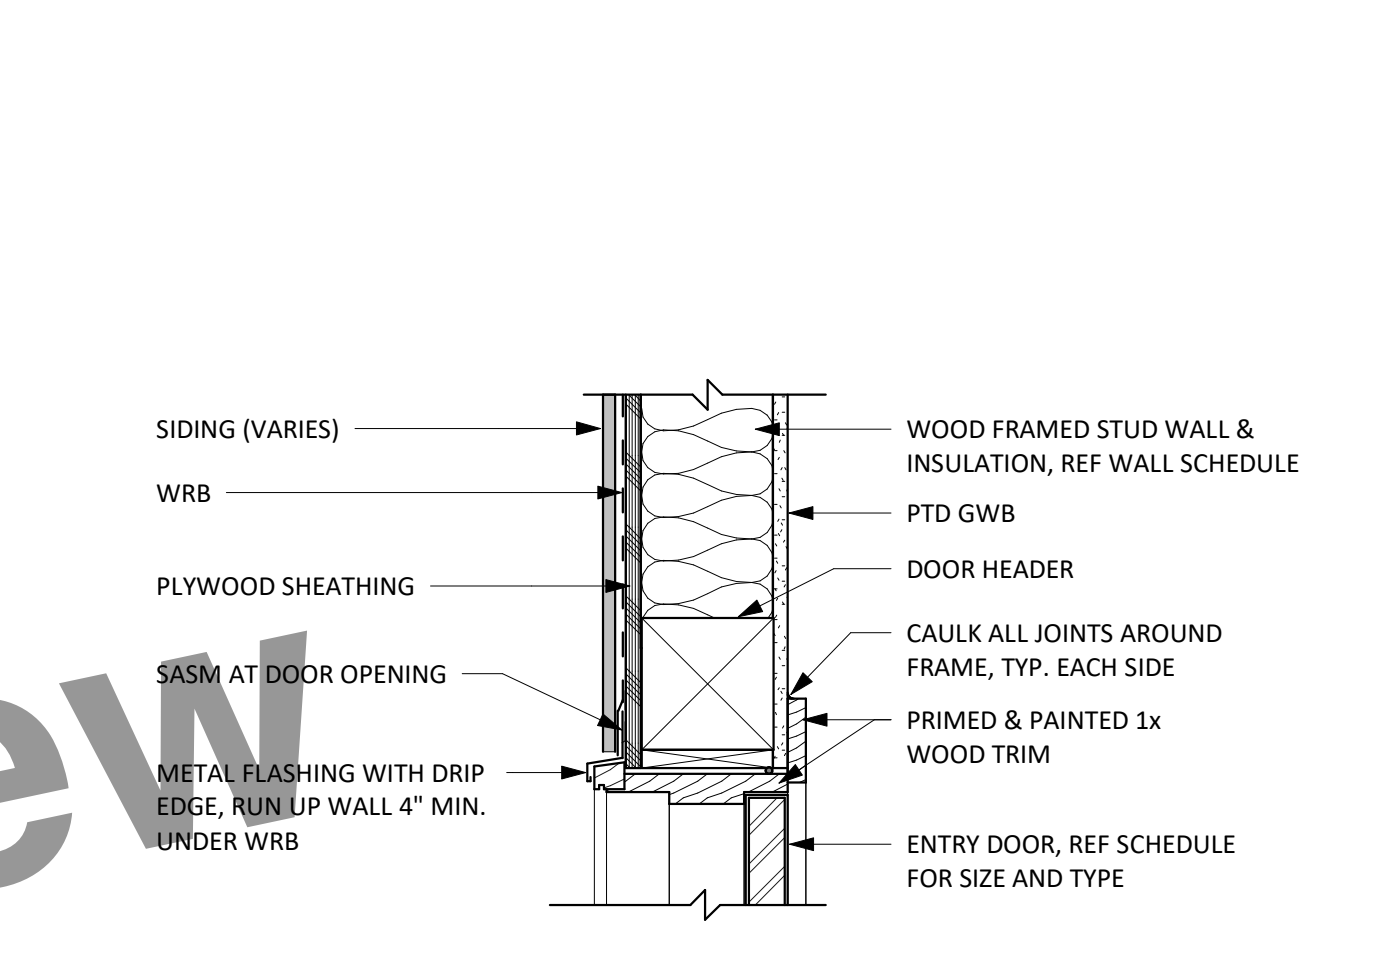 SIDING (VARIES)
WRB
PLYWOOD SHEATHING
SASM AT DOOR OPENING
METAL FLASHING WITH DRIP
EDGE, RUN UP WALL 4" MIN.
UNDER WRB
WOOD FRAMED STUD WALL &
INSULATION, REF WALL SCHEDULE
PTD GWB
DOOR HEADER
CAULK ALL JOINTS AROUND
FRAME, TYP. EACH SIDE
PRIMED & PAINTED 1x
WOOD TRIM
ENTRY DOOR, REF SCHEDULE
FOR SIZE AND TYPE
ew